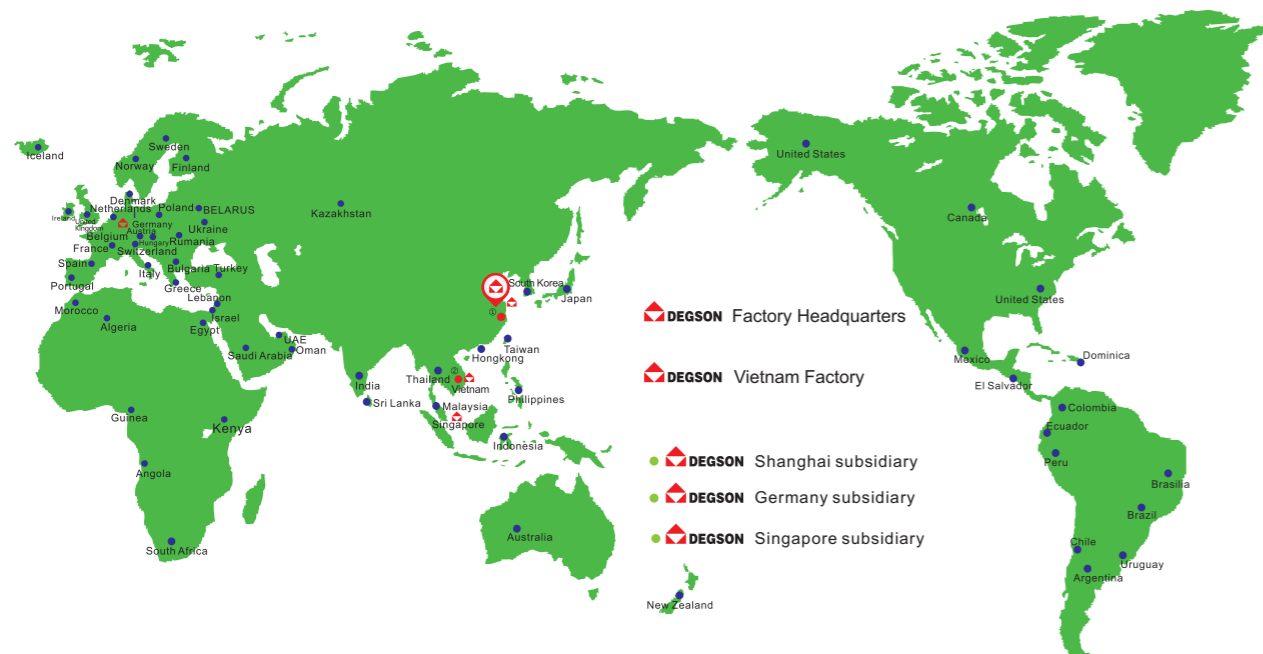 Iceland
Sweden
Norway
Finland
Denmark
Netherlands
Ireland
United
Kingdom
Poland
BELARUS
Germany
Ukraine
Austria
Belgium
Hungary
Rumania
France
Switzerland
Spain
Italy
Bulgaria
Turkey
Portugal
Greece
Morocco
Algeria
Lebanon
Israel
Egypt
UAE
Oman
Saudi Arabia
Guinea
Kenya
Angola
South Africa
Kazakhstan
South Korea
Japan
①
Taiwan
Hongkong
India
Sri Lanka
Thailand
②
Vietnam
Philippines
Malaysia
Singapore
Indonesia
Australia
New Zealand
DEGSON Factory Headquarters
DEGSON Vietnam Factory
DEGSON Shanghai subsidiary
DEGSON Germany subsidiary
DEGSON Singapore subsidiary
United States
Canada
United States
Mexico
Dominica
El Salvador
Colombia
Ecuador
Peru
Brasilia
Brazil
Chile
Uruguay
Argentina